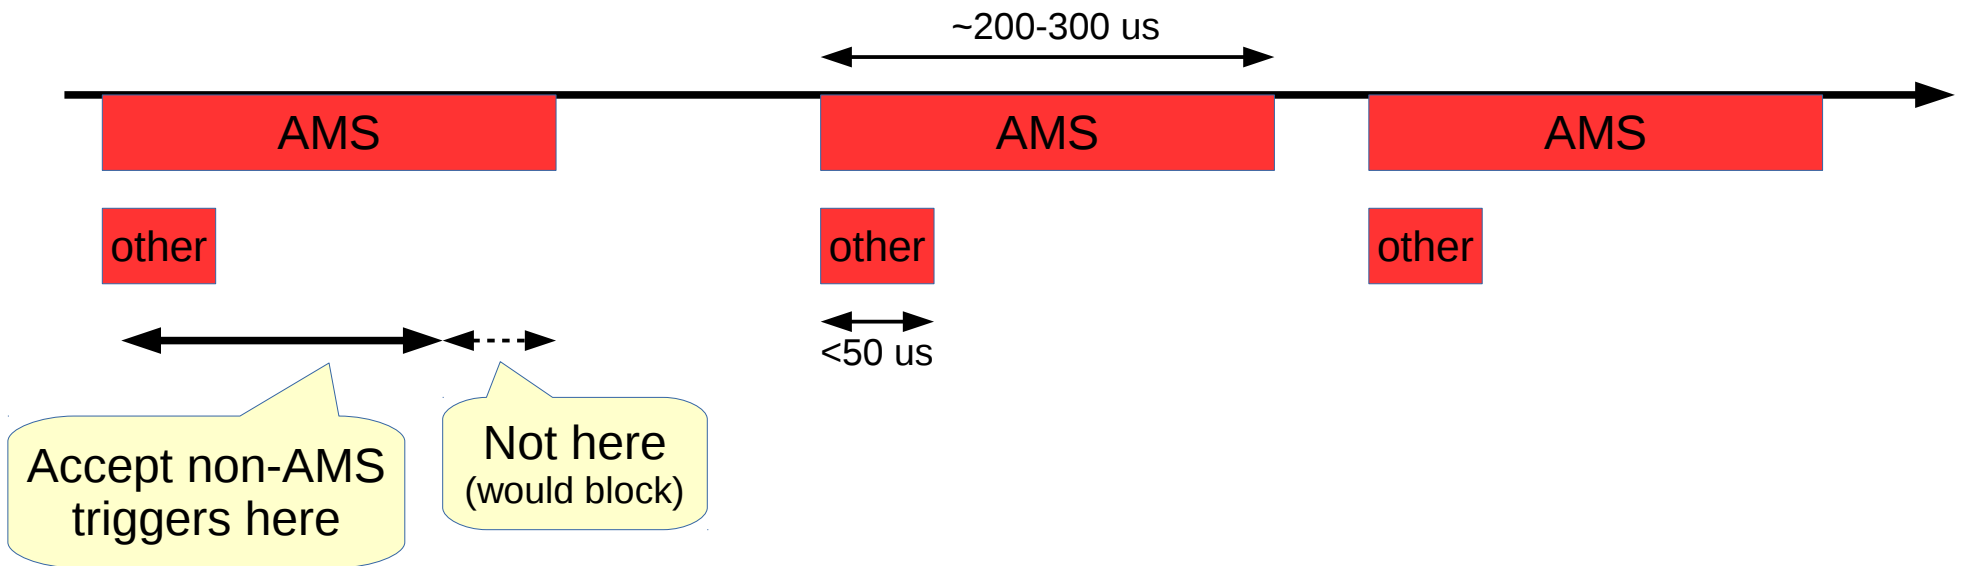 ~200-300 us
AMS
AMS
AMS
other
other
other
<50 us
Accept non-AMS
triggers here
Not here
(would block)